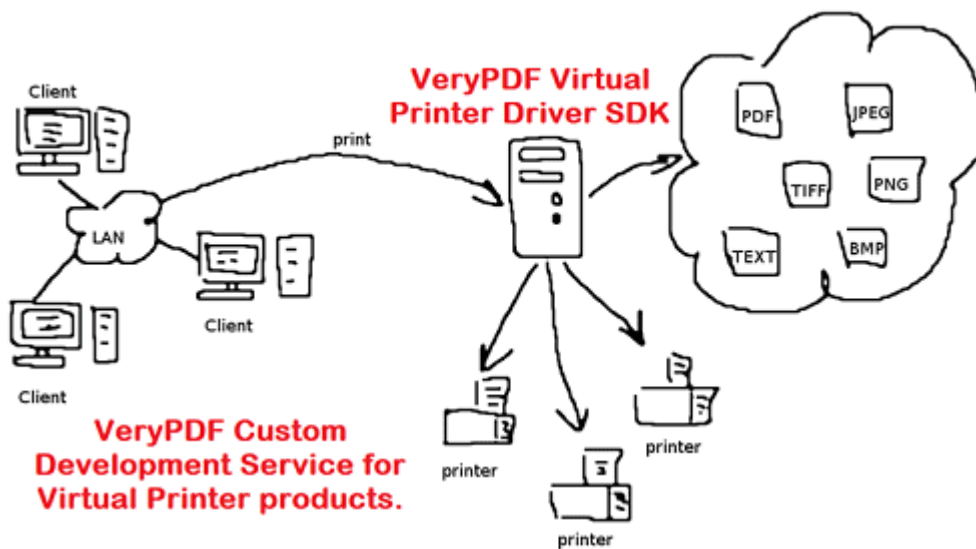 Client
VeryPDF Virtual
Printer Driver SDK
PDF
JPEG
print
TIFF
PNG
LAN
TEXT
BMP
Client
Client
printer
printer
printer
VeryPDF Custom
Development Service for
Virtual Printer products.